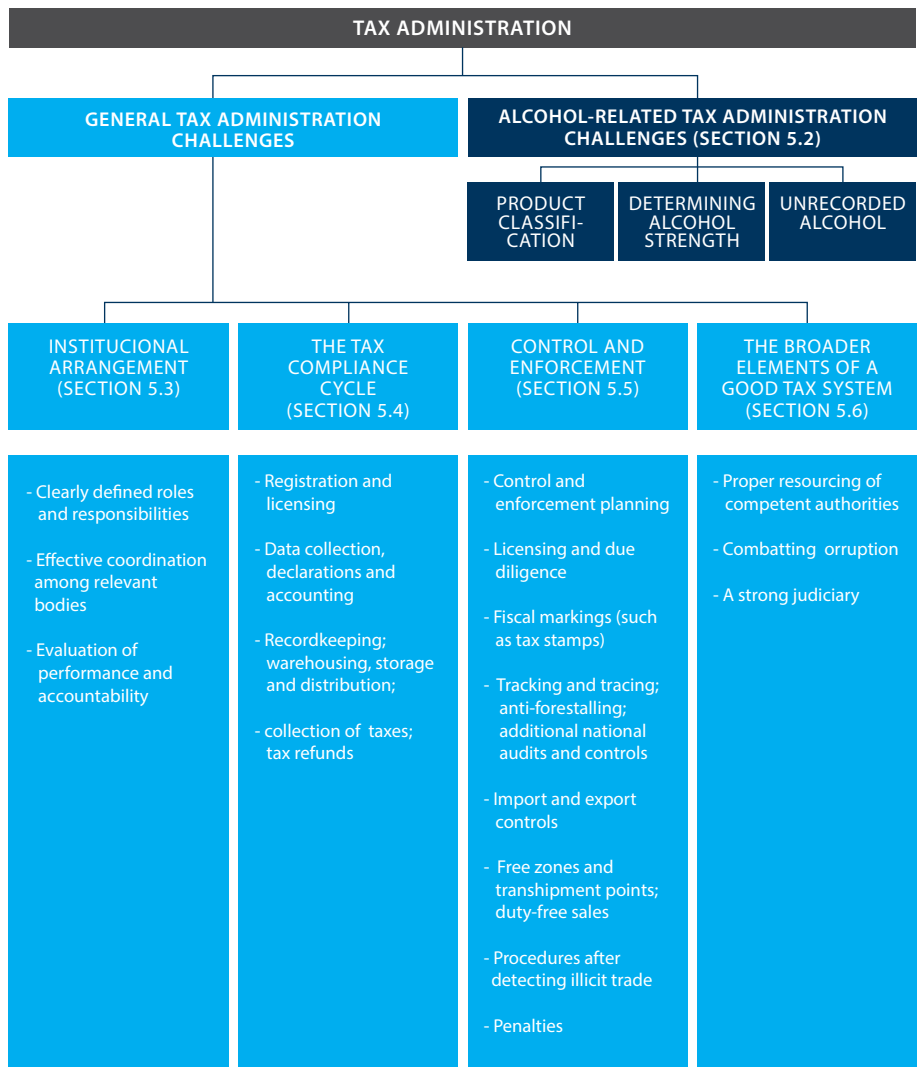 TAX ADMINISTRATION
GENERAL TAX ADMINISTRATION
CHALLENGES
ALCOHOL-RELATED TAX ADMINISTRATION
CHALLENGES (SECTION 5.2)
PRODUCT
CLASSIFI-
CATION
DETERMINING
ALCOHOL
STRENGTH
UNRECORDED
ALCOHOL
INSTITUCIONAL
ARRANGEMENT
(SECTION 5.3)
THE TAX
COMPLIANCE
CYCLE
(SECTION 5.4)
CONTROL AND
ENFORCEMENT
(SECTION 5.5)
THE BROADER
ELEMENTS OF A
GOOD TAX SYSTEM
(SECTION 5.6)
- Clearly defined roles
and responsibilities
- Effective coordination
among relevant
bodies
- Evaluation of
performance and
accountability
- Registration and
licensing
- Data collection,
declarations and
accounting
- Recordkeeping;
warehousing, storage
and distribution;
- collection of taxes;
tax refunds
- Control and
enforcement planning
- Licensing and due
diligence
- Fiscal markings (such
as tax stamps)
- Tracking and tracing;
anti-forestalling;
additional national
audits and controls
- Import and export
controls
- Free zones and
transhipment points;
duty-free sales
- Procedures after
detecting illicit trade
- Penalties
- Proper resourcing of
competent authorities
- Combatting orruption
- A strong judiciary